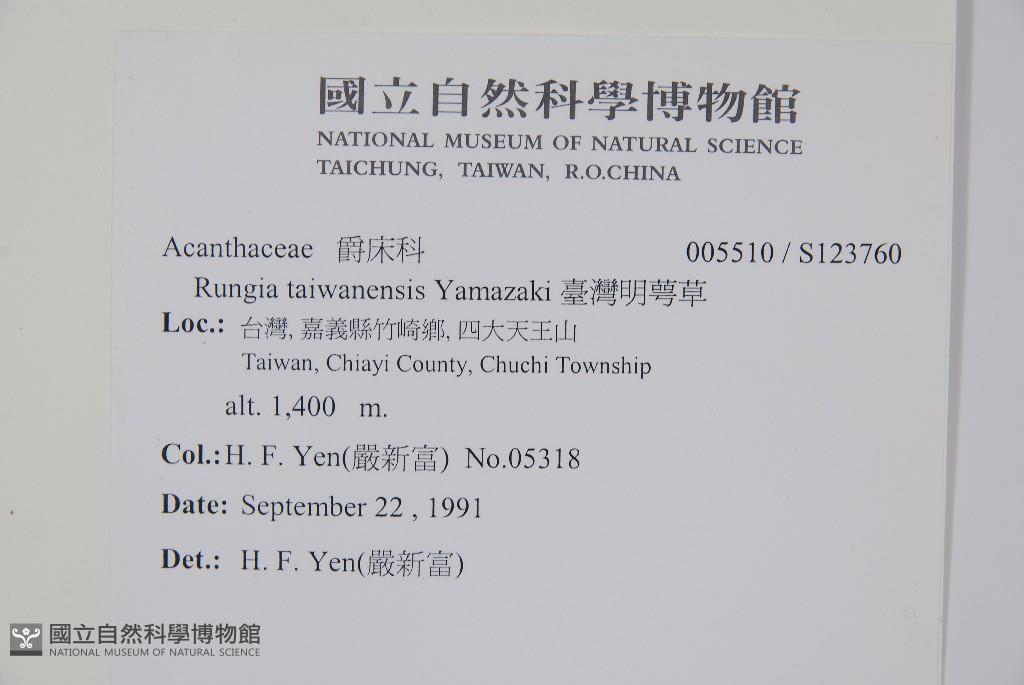 國立自然科學博物館
NATIONAL MUSEUM OF NATURAL SCIENCE
TAICHUNG, TAIWAN, R.O.CHINA
Acanthaceae 爵床科 005510 / S123760
Rungia taiwanensis Yamazaki 臺灣明萼草
Loc.: 台灣, 嘉義縣竹崎鄉, 四大天王山
Taiwan, Chiayi County, Chuchi Township
alt. 1,400 m.
Col.:H. F. Yen(嚴新富) No.05318
Date: September 22 , 1991
Det.: H. F. Yen(嚴新富)
國立自然科學博物館
NATIONAL MUSEUM OF NATURAL SCIENCE